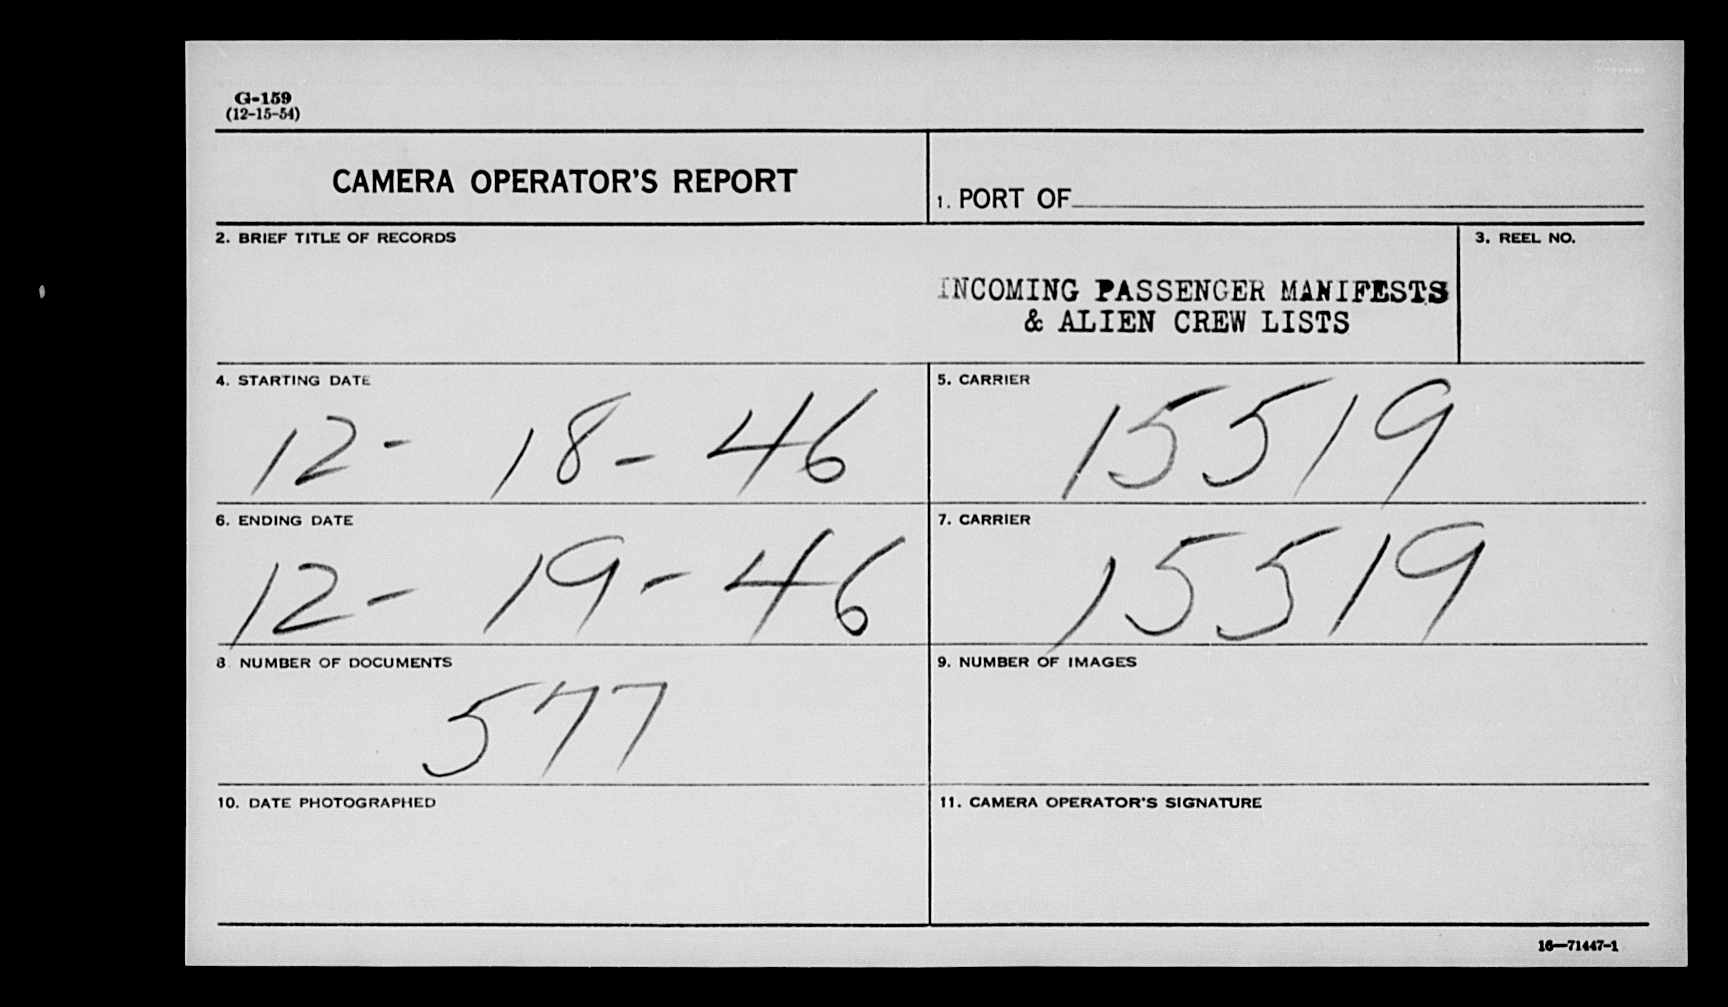 G-159
(12-15-54)
CAMERA OPERATOR'S REPORT
1. PORT OF
2. BRIEF TITLE OF RECORDS
INCOMING PASSENGER MANIFESTS
& ALIEN CREW LISTS
3. REEL NO.
4. STARTING DATE
12- 18-46
5. CARRIER
15519
6. ENDING DATE
12- 19-46
7. CARRIER
15519
8. NUMBER OF DOCUMENTS
577
9. NUMBER OF IMAGES
10. DATE PHOTOGRAPHED
11. CAMERA OPERATOR'S SIGNATURE
16—71447-1